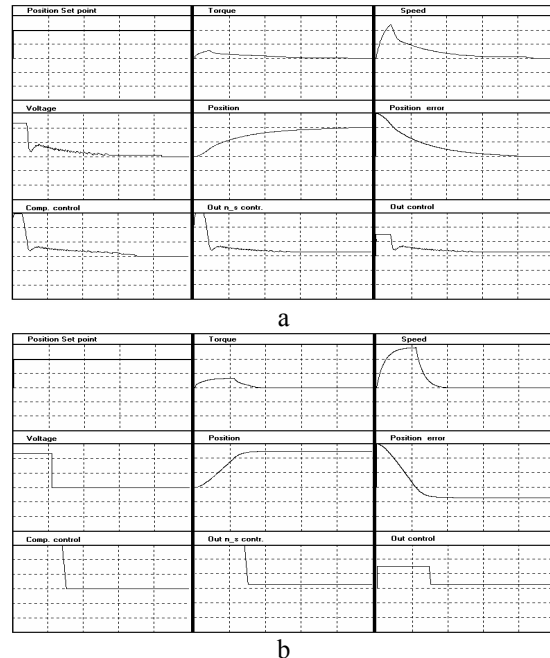 Position Set point Torque Speed
Voltage Position Position error
Comp. control Out n_s contr. Out control
a
Position Set point Torque Speed
Voltage Position Position error
Comp. control Out n_s contr. Out control
b